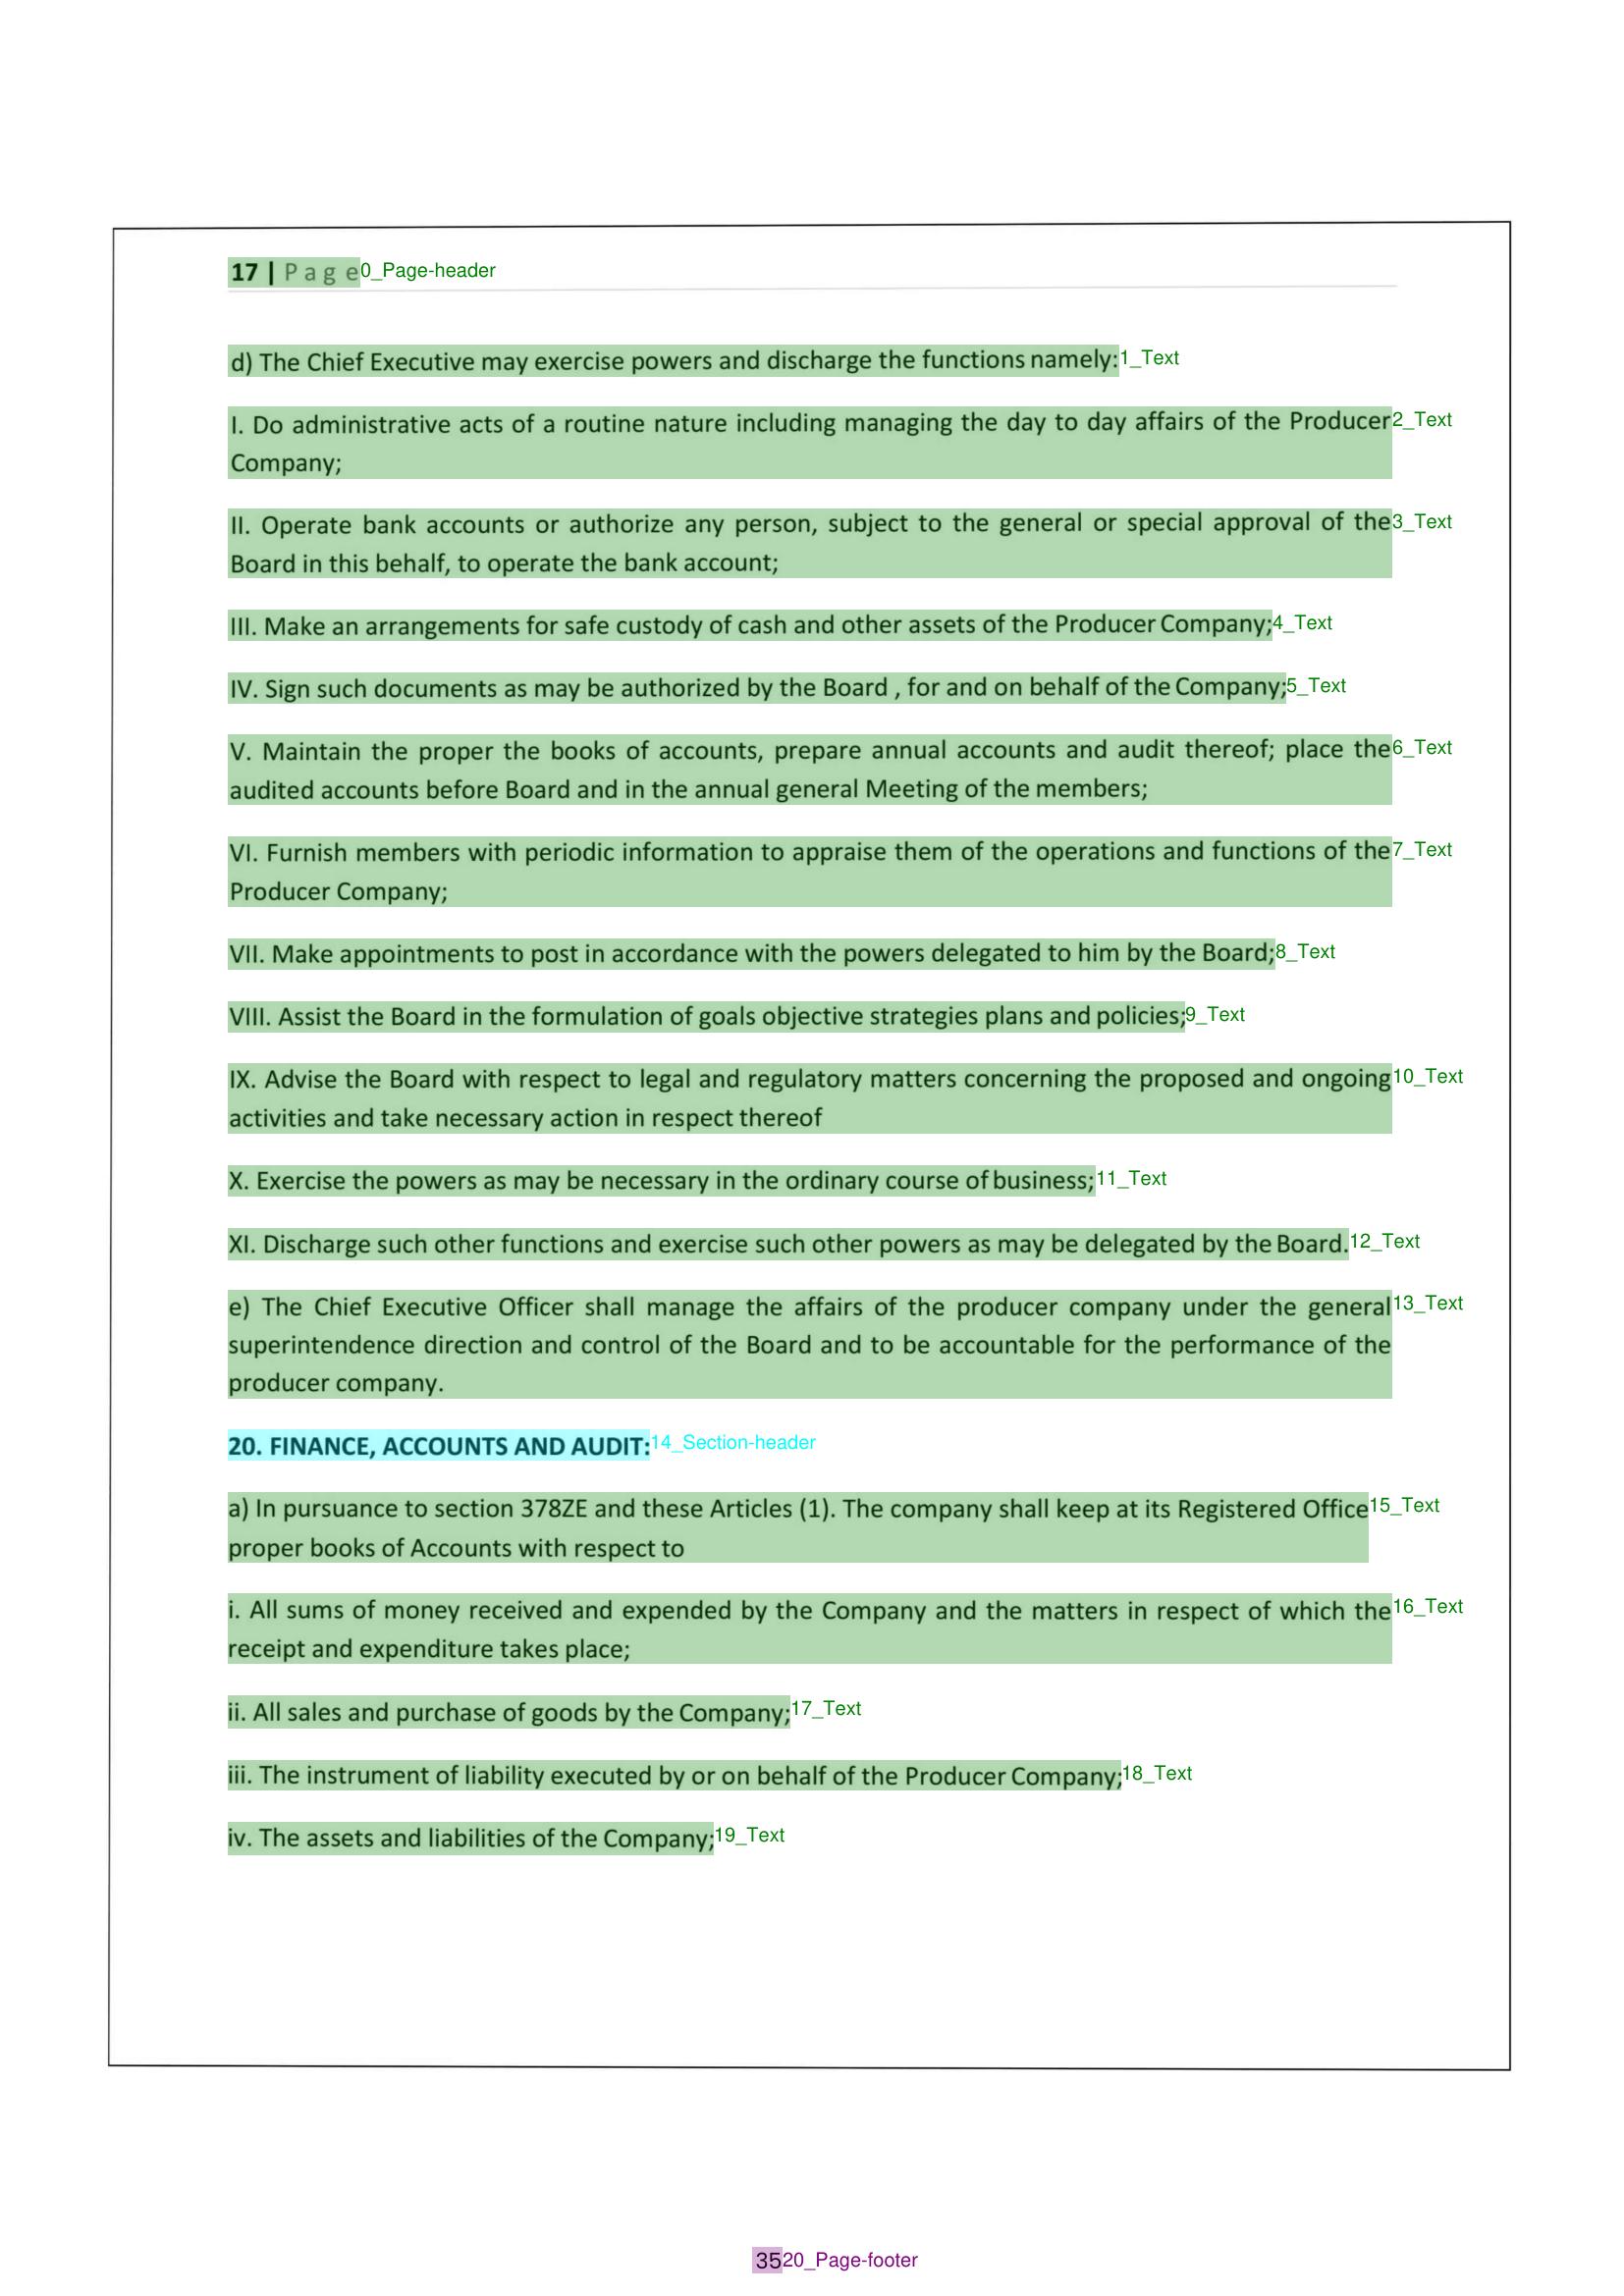 17 | P a g e0_Page-header
d) The Chief Executive may exercise powers and discharge the functions namely:1_Text
I. Do administrative acts of a routine nature including managing the day to day affairs of the Producer2_Text
Company;
II. Operate bank accounts or authorize any person, subject to the general or special approval of the3_Text
Board in this behalf, to operate the bank account;
III. Make an arrangements for safe custody of cash and other assets of the Producer Company;4_Text
IV. Sign such documents as may be authorized by the Board , for and on behalf of the Company;5_Text
V. Maintain the proper the books of accounts, prepare annual accounts and audit thereof; place the6_Text
audited accounts before Board and in the annual general Meeting of the members;
VI. Furnish members with periodic information to appraise them of the operations and functions of the7_Text
Producer Company;
VII. Make appointments to post in accordance with the powers delegated to him by the Board;8_Text
VIII. Assist the Board in the formulation of goals objective strategies plans and policies;9_Text
IX. Advise the Board with respect to legal and regulatory matters concerning the proposed and ongoing10_Text
activities and take necessary action in respect thereof
X. Exercise the powers as may be necessary in the ordinary course of business;11_Text
XI. Discharge such other functions and exercise such other powers as may be delegated by the Board.12_Text
e) The Chief Executive Officer shall manage the affairs of the producer company under the general13_Text
superintendence direction and control of the Board and to be accountable for the performance of the
producer company.
20. FINANCE, ACCOUNTS AND AUDIT:14_Section-header
a) In pursuance to section 378ZE and these Articles (1). The company shall keep at its Registered Office15_Text
proper books of Accounts with respect to
i. All sums of money received and expended by the Company and the matters in respect of which the16_Text
receipt and expenditure takes place;
ii. All sales and purchase of goods by the Company;17_Text
iii. The instrument of liability executed by or on behalf of the Producer Company;18_Text
iv. The assets and liabilities of the Company;19_Text
3520_Page-footer